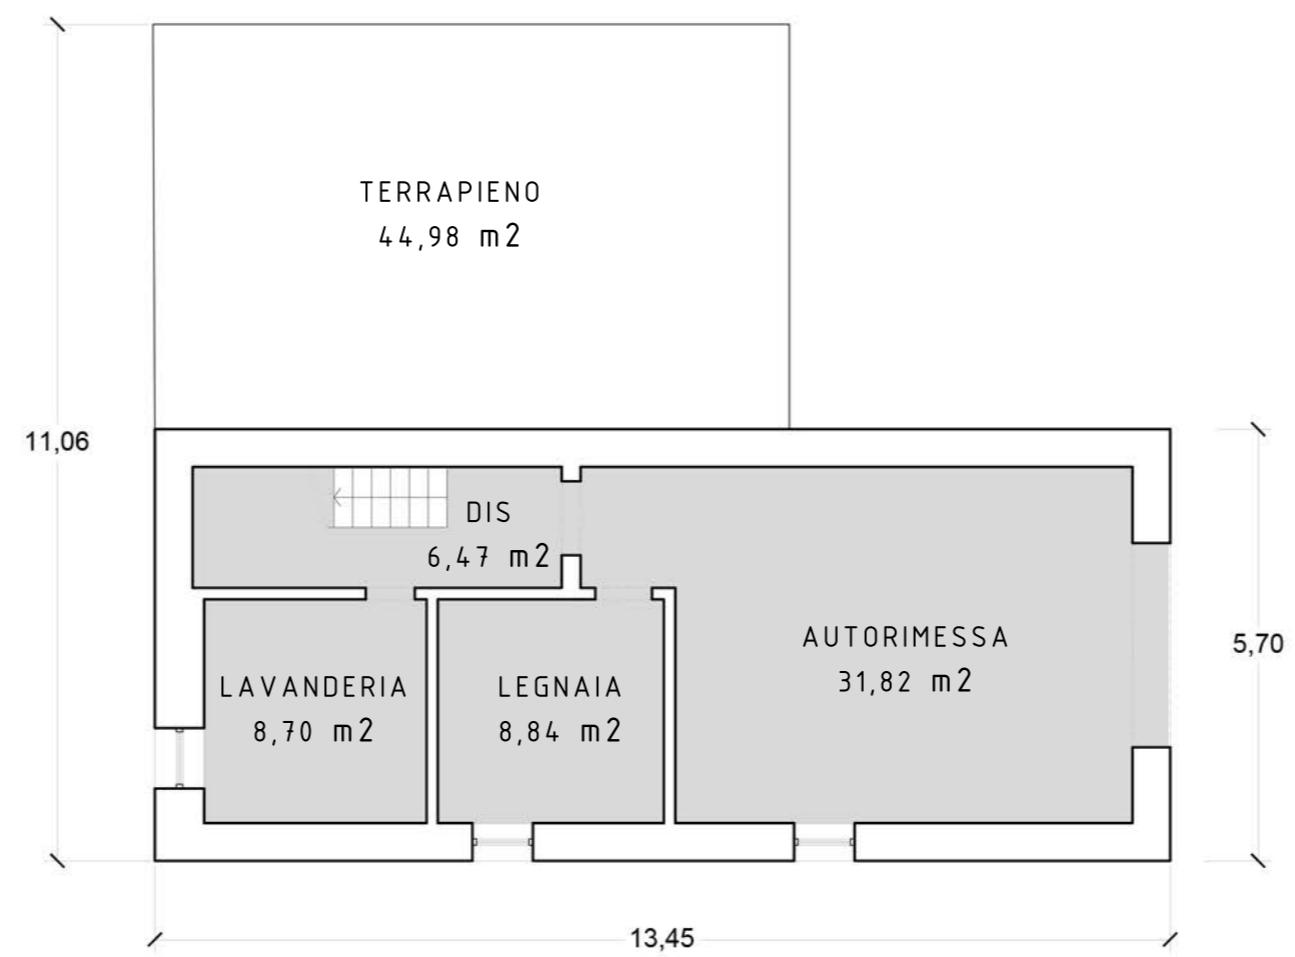 TERRAPIENO
44,98 m2
11,06
DIS
6,47 m2
AUTORIMESSA
31,82 m2
5,70
LAVANDERIA
8,70 m2
LEGNAIA
8,84 m2
13,45